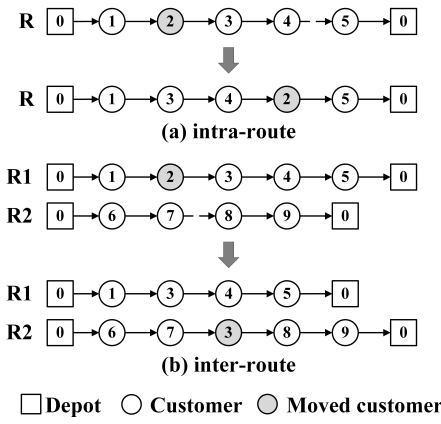 R 0 1 2 3 4 5 0
R 0 1 3 4 2 5 0
(a) intra-route
R1 0 1 2 3 4 5 0
R2 0 6 7 8 9 0
R1 0 1 3 4 5 0
R2 0 6 7 3 8 9 0
(b) inter-route
Depot Customer Moved customer